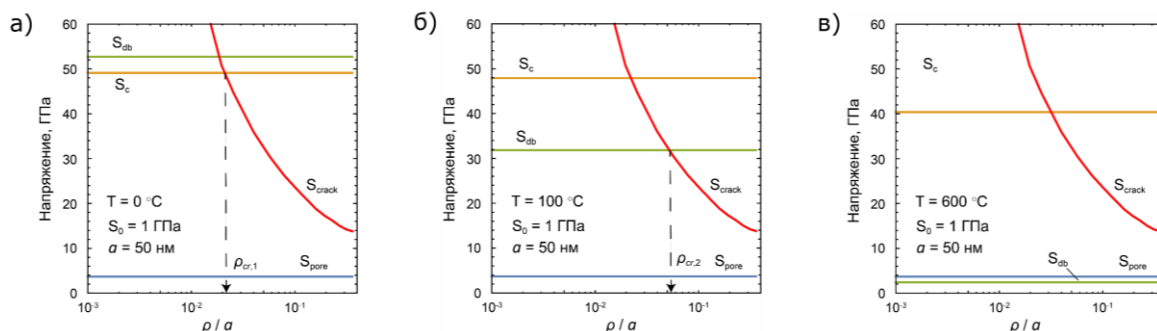 а)
Напряжение, ГПа
60
50
40
30
20
10
0
S_db
S_c
S_crack
S_pore
T = 0 °C
S_0 = 1 ГПа
a = 50 нм
ρ_cr,1
10^-3
10^-2
10^-1
ρ / a
б)
Напряжение, ГПа
60
50
40
30
20
10
0
S_c
S_db
S_crack
S_pore
T = 100 °C
S_0 = 1 ГПа
a = 50 нм
ρ_cr,2
10^-3
10^-2
10^-1
ρ / a
в)
Напряжение, ГПа
60
50
40
30
20
10
0
S_c
S_crack
T = 600 °C
S_0 = 1 ГПа
a = 50 нм
S_db
S_pore
10^-3
10^-2
10^-1
ρ / a